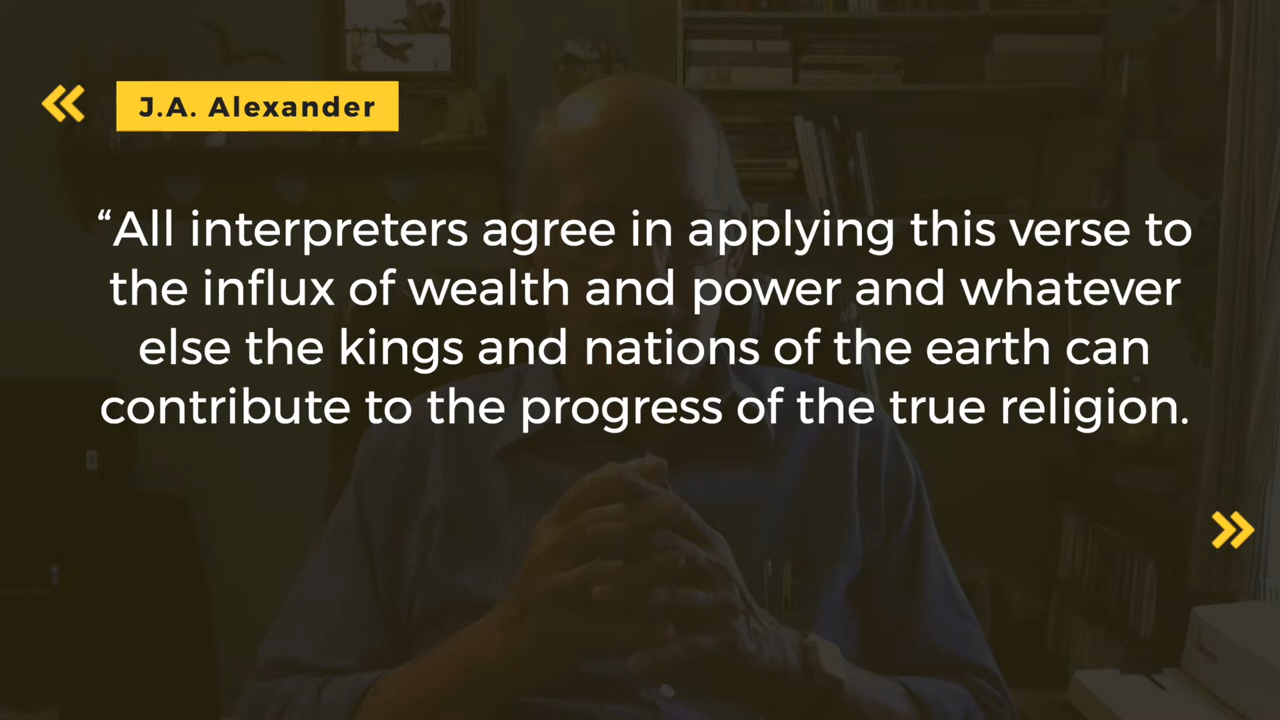 J.A. Alexander
“All interpreters agree in applying this verse to
the influx of wealth and power and whatever
else the kings and nations of the earth can
contribute to the progress of the true religion.